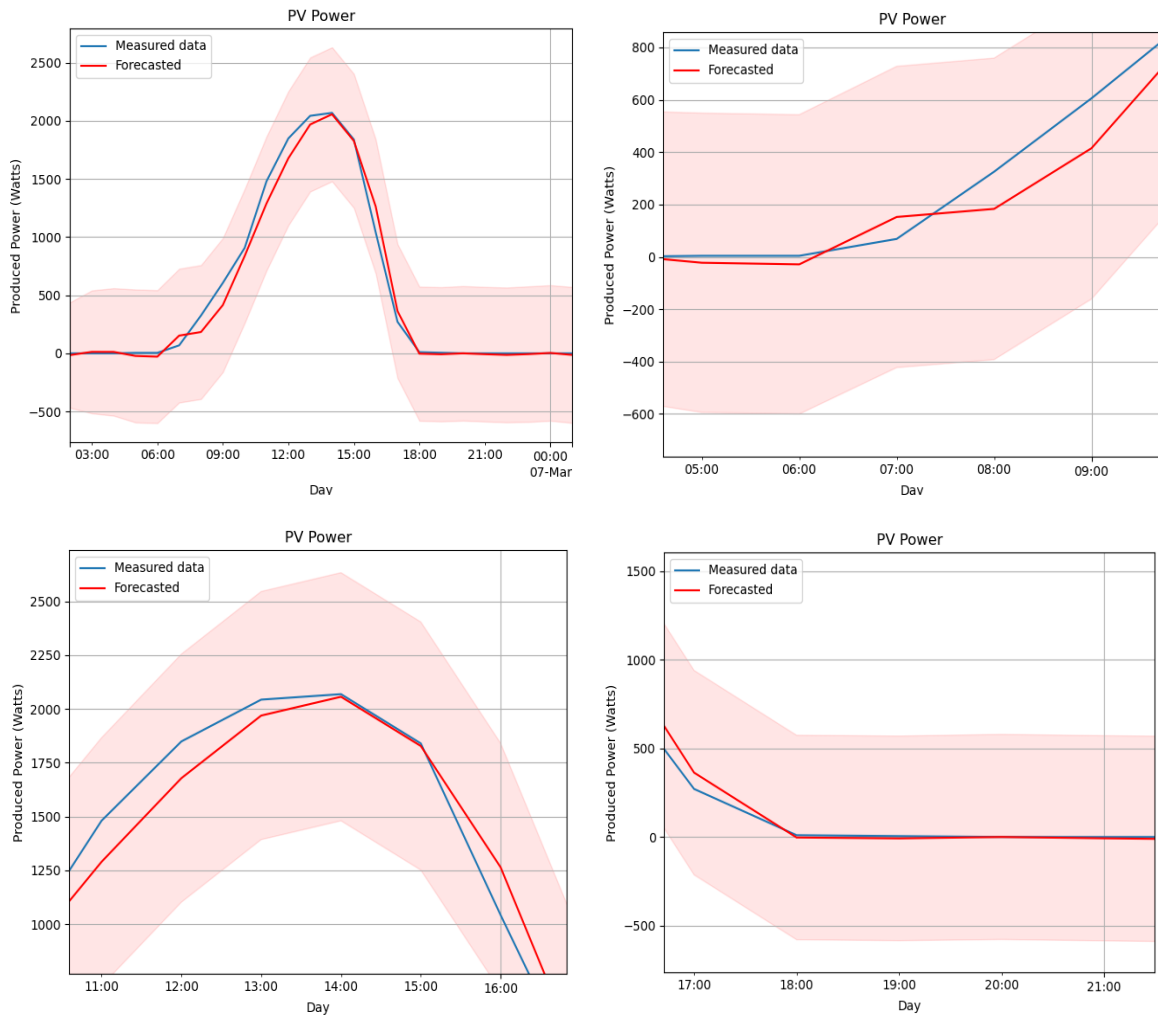 PV Power
Measured data
Forecasted
Produced Power (Watts)
2500
2000
1500
1000
500
0
−500
03:00 06:00 09:00 12:00 15:00 18:00 21:00 00:00
07-Mar
Day
PV Power
Measured data
Forecasted
Produced Power (Watts)
800
600
400
200
0
−200
−400
−600
05:00 06:00 07:00 08:00 09:00
Day
PV Power
Measured data
Forecasted
Produced Power (Watts)
2500
2250
2000
1750
1500
1250
1000
11:00 12:00 13:00 14:00 15:00 16:00
Day
PV Power
Measured data
Forecasted
Produced Power (Watts)
1500
1000
500
0
−500
17:00 18:00 19:00 20:00 21:00
Day